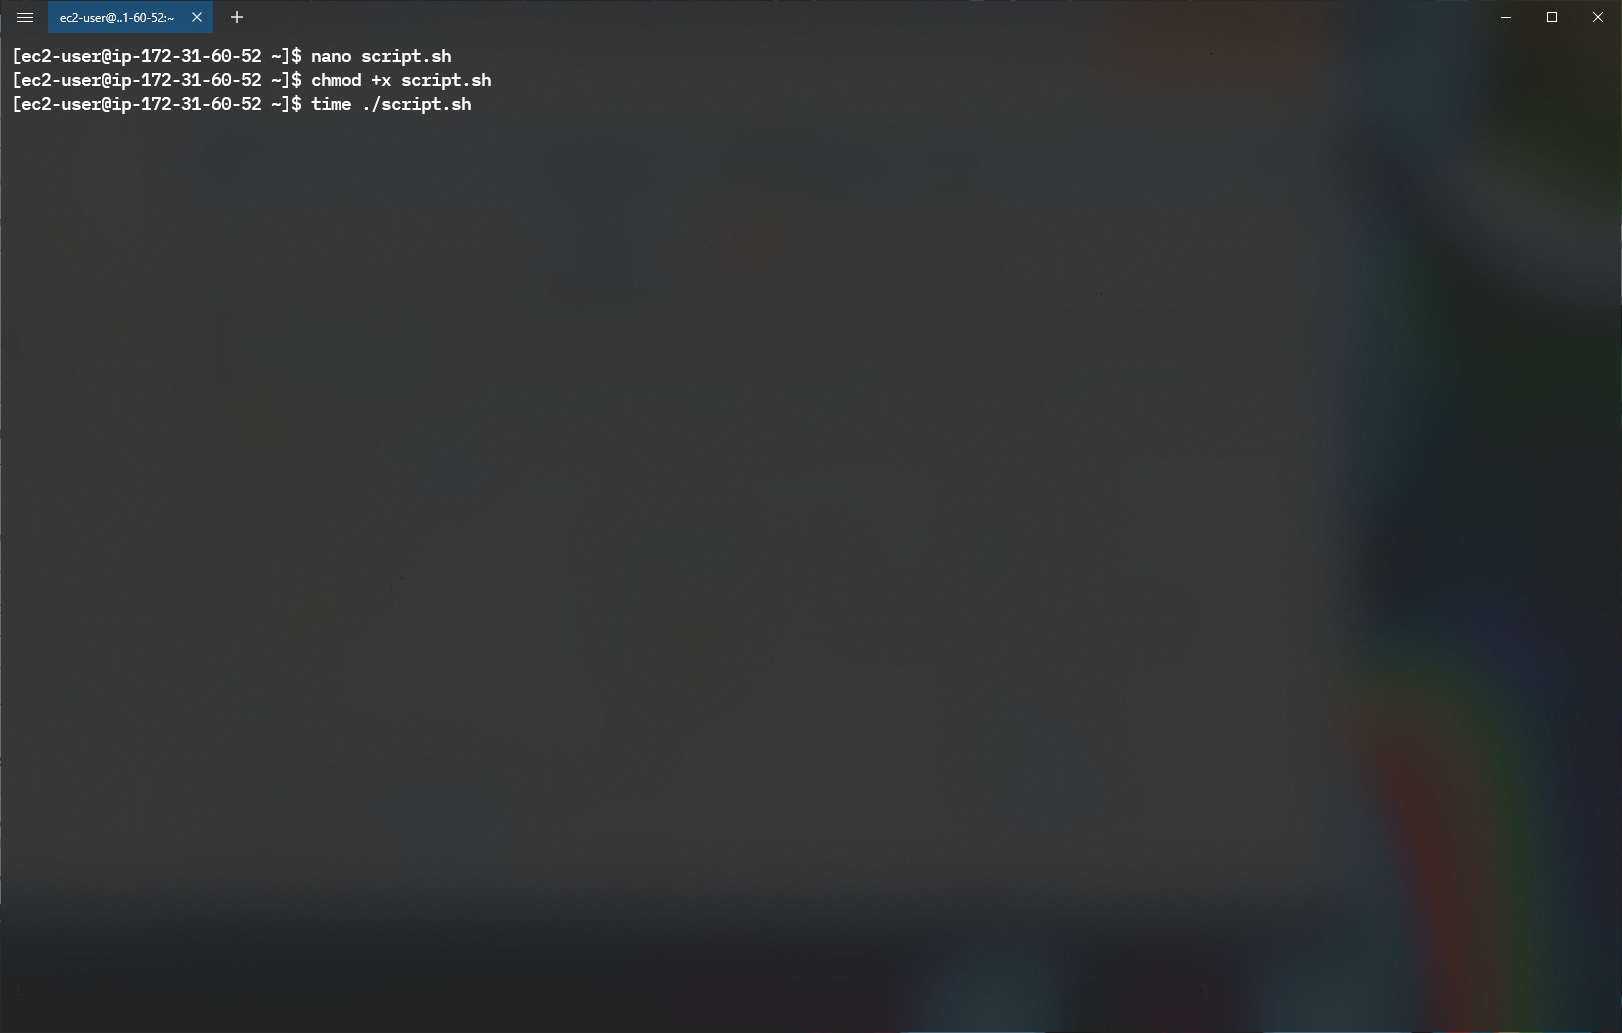 ec2-user@..1-60-52:~
[ec2-user@ip-172-31-60-52 ~]$ nano script.sh
[ec2-user@ip-172-31-60-52 ~]$ chmod +x script.sh
[ec2-user@ip-172-31-60-52 ~]$ time ./script.sh